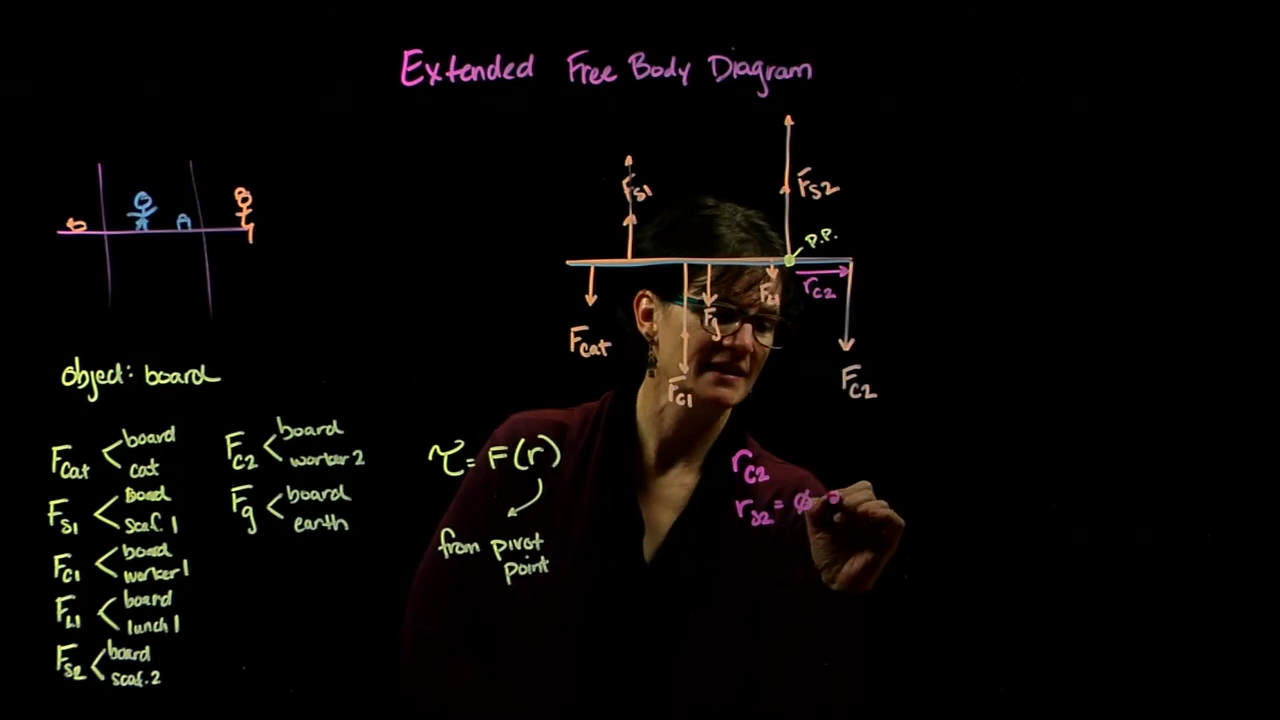 Extended Free Body Diagram
FS1
FS2
P.P.
rC2
Fg
Fcat
FC1
FC2
object: board
Fcat < board
cat
FS1 < Board
scaf. 1
FC1 < board
worker 1
FL1 < board
lunch 1
FS2 < board
scaf. 2
FC2 < board
worker 2
Fg < board
earth
τ = F(r)
from pivot
point
rC2
rS2 = ø